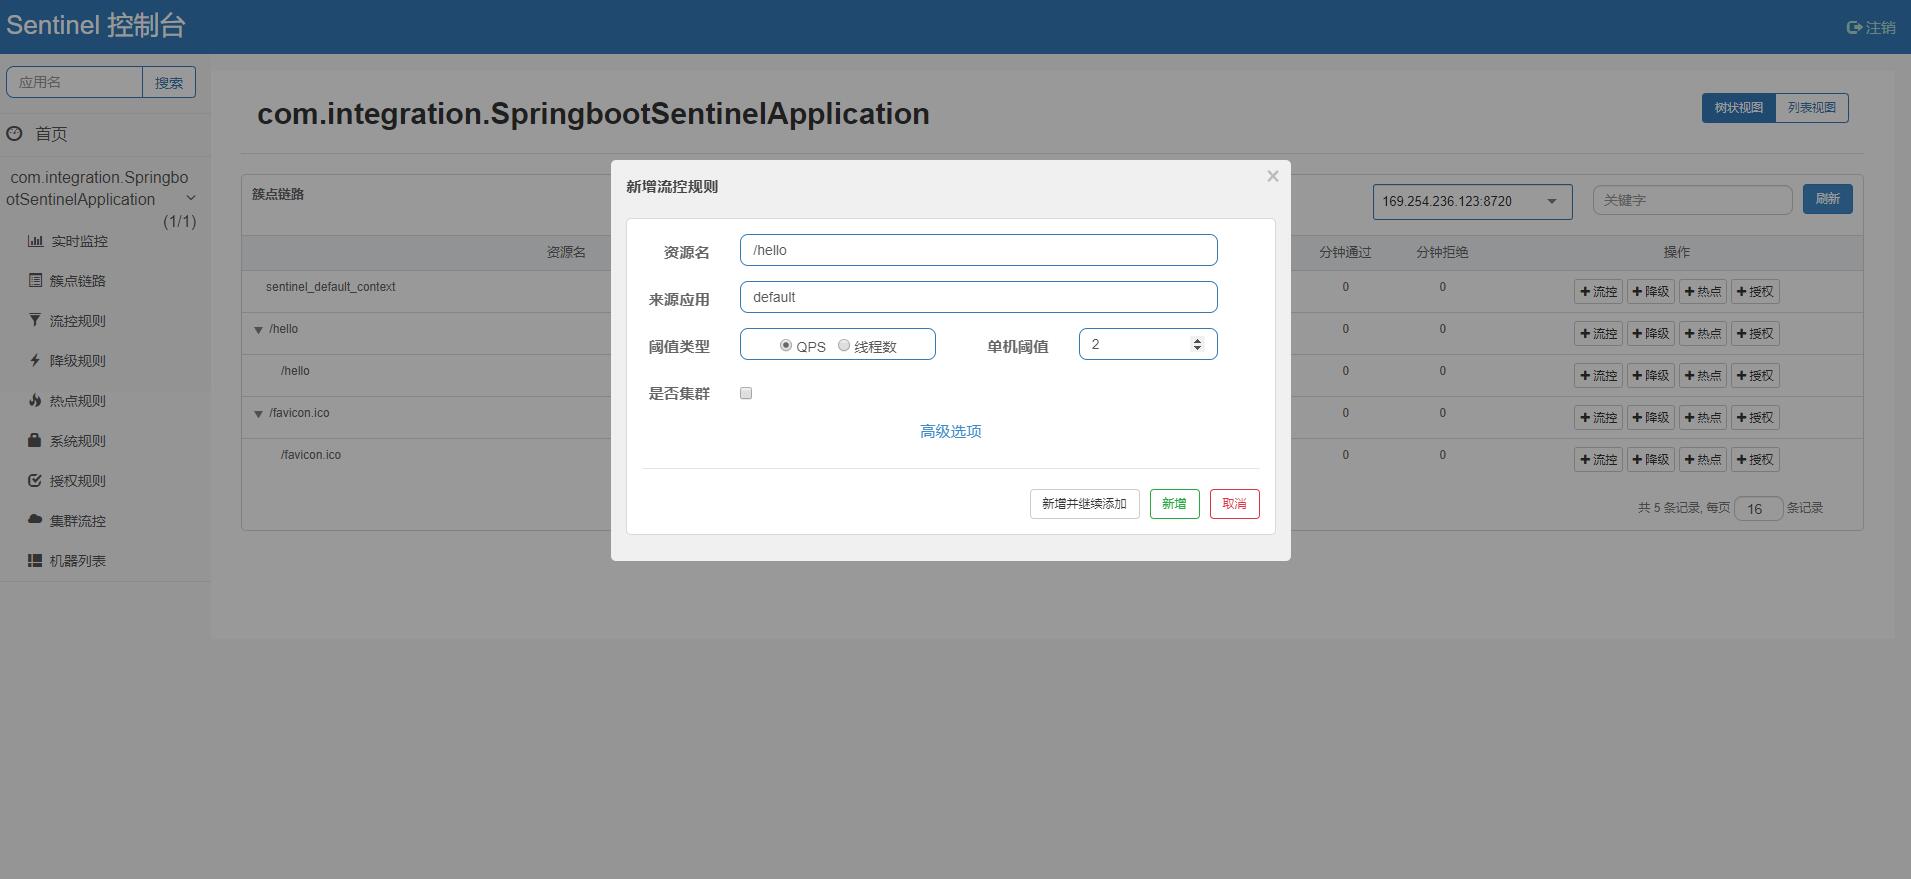 Sentinel 控制台
注销
应用名 搜索
首页
com.integration.Springbo
otSentinelApplication
(1/1)
实时监控
簇点链路
流控规则
降级规则
热点规则
系统规则
授权规则
集群流控
机器列表
com.integration.SpringbootSentinelApplication
树状视图 列表视图
簇点链路
169.254.236.123:8720 关键字 刷新
资源名 分钟通过 分钟拒绝 操作
sentinel_default_context 0 0 流控 降级 热点 授权
/hello 0 0 流控 降级 热点 授权
/hello 0 0 流控 降级 热点 授权
/favicon.ico 0 0 流控 降级 热点 授权
/favicon.ico 0 0 流控 降级 热点 授权
共 5 条记录, 每页 16 条记录
新增流控规则
×
资源名 /hello
来源应用 default
阈值类型 QPS 线程数 单机阈值 2
是否集群
高级选项
新增并继续添加 新增 取消